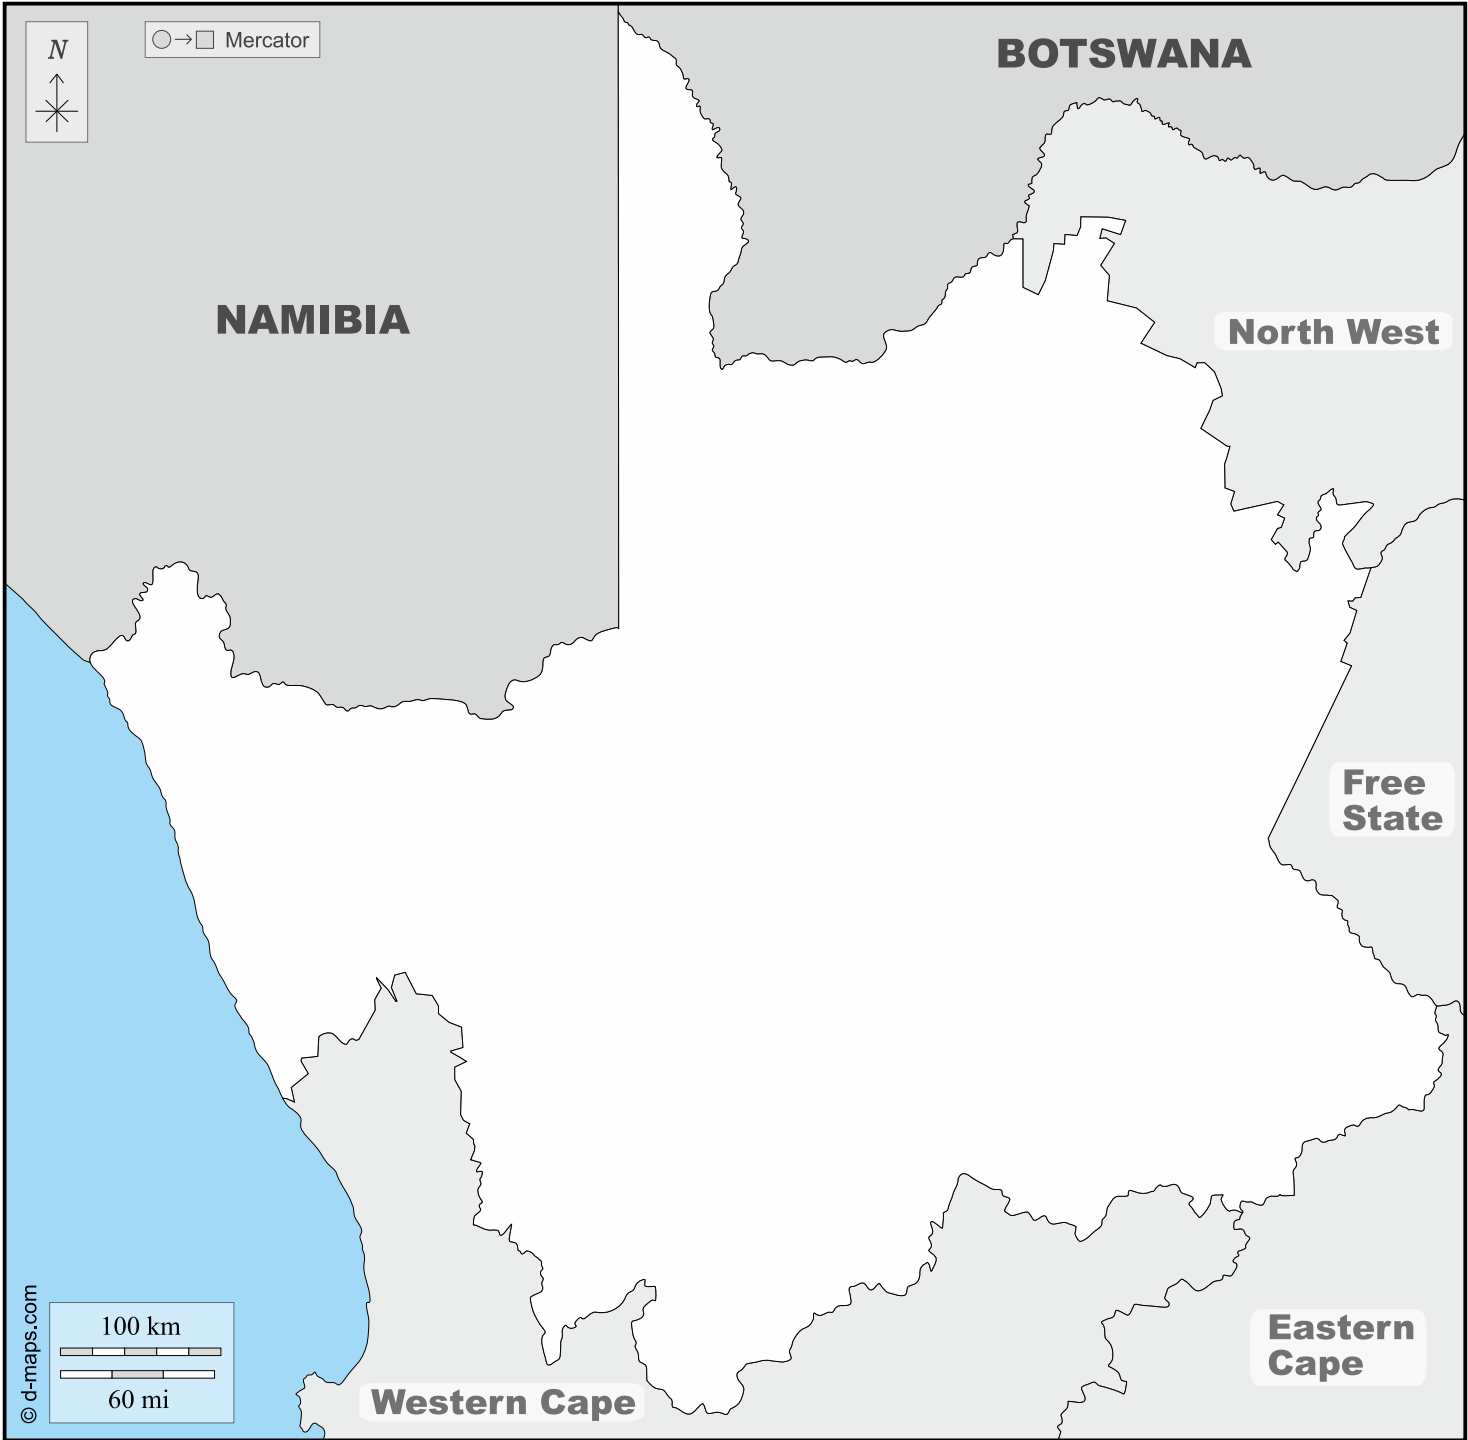 N
Mercator
BOTSWANA
NAMIBIA
North West
Free
State
Eastern
Cape
Western Cape
100 km
60 mi
© d-maps.com